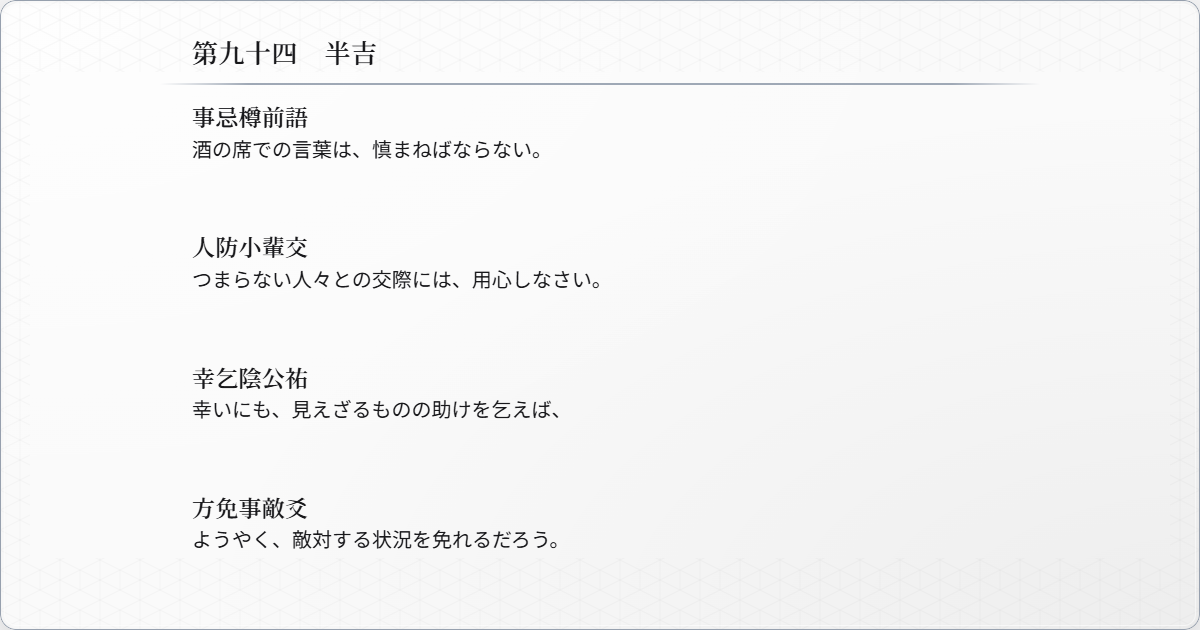 第九十四　半吉
事忌樽前語
酒の席での言葉は、慎まねばならない。
人防小輩交
つまらない人々との交際には、用心しなさい。
幸乞陰公祐
幸いにも、見えざるものの助けを乞えば、
方免事敵爻
ようやく、敵対する状況を免れるだろう。